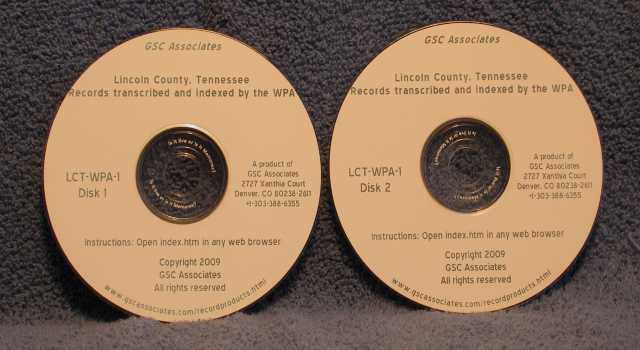 GSC Associates
Lincoln County, Tennessee
Records transcribed and indexed by the WPA
LCT-WPA-1
Disk 1
A product of
GSC Associates
2727 Xanthia Court
Denver, CO 80238-2611
+1-303-388-6355
Instructions: Open index.htm in any web browser
Copyright 2009
GSC Associates
All rights reserved
www.gscassociates.com/recordproducts.html
GSC Associates
Lincoln County, Tennessee
Records transcribed and indexed by the WPA
LCT-WPA-1
Disk 2
A product of
GSC Associates
2727 Xanthia Court
Denver, CO 80238-2611
+1-303-388-6355
Instructions: Open index.htm in any web browser
Copyright 2009
GSC Associates
All rights reserved
www.gscassociates.com/recordproducts.html